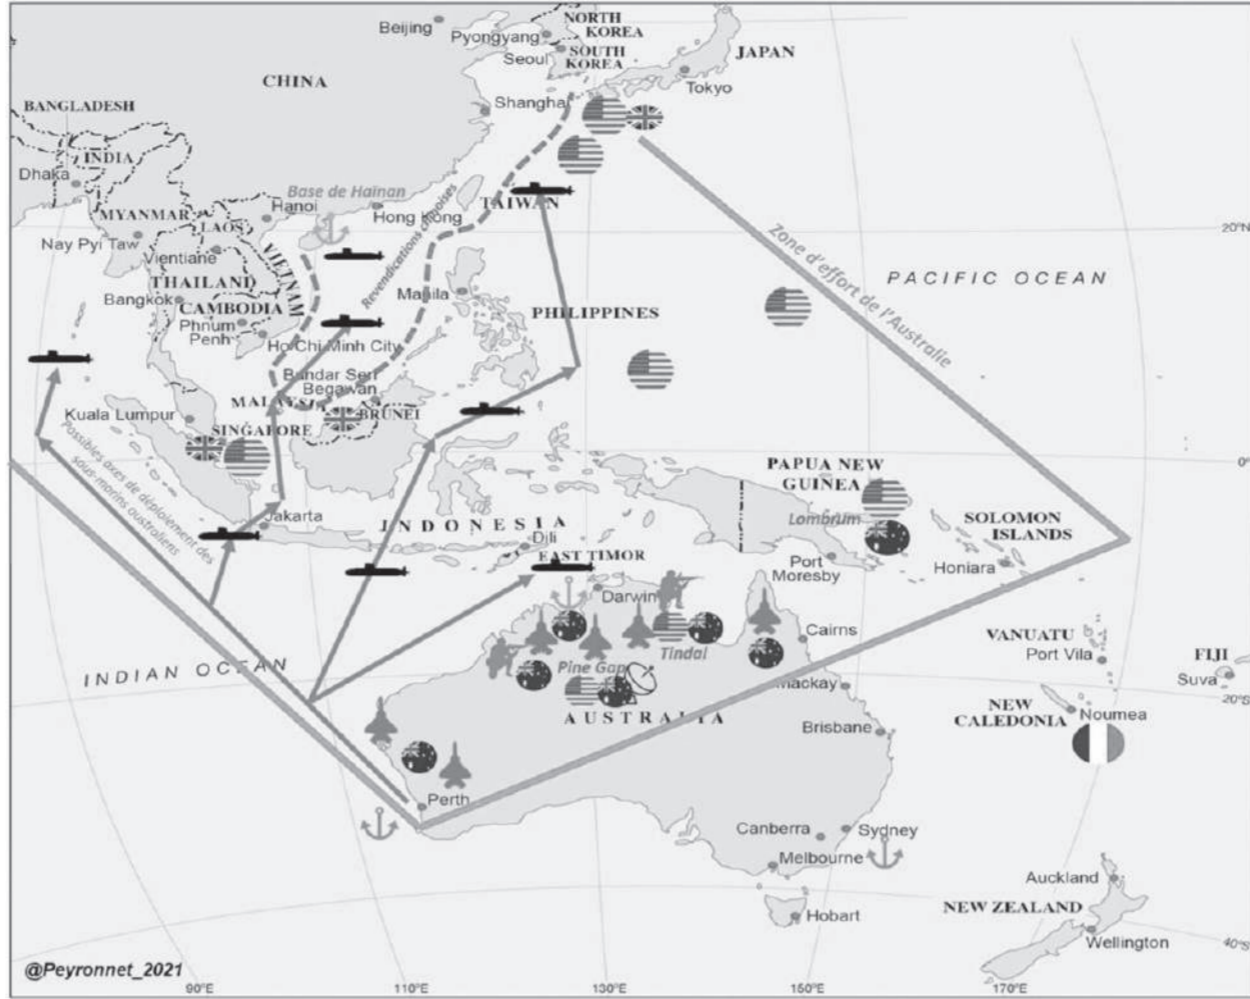 NORTH
KOREA
Beijing
Pyongyang
SOUTH
KOREA
Seoul
JAPAN
Tokyo
CHINA
Shanghai
BANGLADESH
INDIA
Dhaka
MYANMAR
LAOS
Hanoi
Base de Haïnan
Hong Kong
TAIWAN
Revendications chinoises
Nay Pyi Taw
Vientiane
VIETNAM
THAILAND
Bangkok
CAMBODIA
Phnum
Penh
Ho Chi Minh City
Manila
PHILIPPINES
Zone d'effort de l'Australie
PACIFIC OCEAN
20°N
Bandar Seri
Begawan
MALAYSIA
BRUNEI
Kuala Lumpur
SINGAPORE
Possibles axes de déploiement des
sous-marins australiens
0°
PAPUA NEW
GUINEA
Lombrum
SOLOMON
ISLANDS
Honiara
Port
Moresby
Jakarta
INDONESIA
Dili
EAST TIMOR
Darwin
Cairns
Tindal
Pine Gap
INDIAN OCEAN
AUSTRALIA
Mackay
Brisbane
VANUATU
Port Vila
FIJI
Suva
20°S
NEW
CALEDONIA
Noumea
Perth
Canberra
Sydney
Melbourne
Hobart
Auckland
NEW ZEALAND
Wellington
40°S
@Peyronnet_2021
90°E
110°E
130°E
150°E
170°E